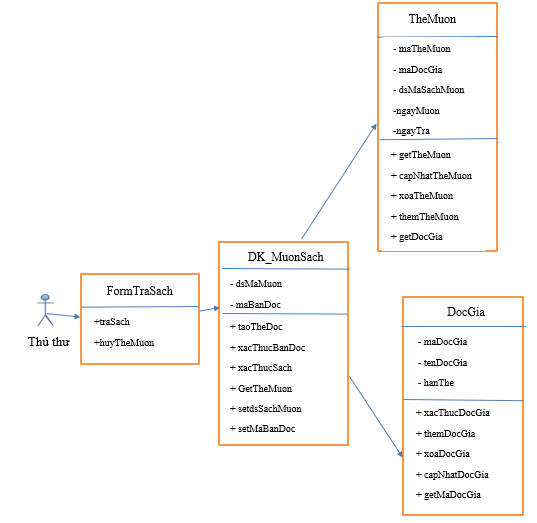 TheMuon
- maTheMuon
- maDocGia
- dsMaSachMuon
-ngayMuon
-ngayTra
+ getTheMuon
+ capNhatTheMuon
+ xoaTheMuon
+ themTheMuon
+ getDocGia
DK_MuonSach
- dsMaMuon
- maBanDoc
+ taoTheDoc
+ xacThucBanDoc
+ xacThucSach
+ GetTheMuon
+ setdsSachMuon
+ setMaBanDoc
FormTraSach
+traSach
+huyTheMuon
Thủ thư
DocGia
- maDocGia
- tenDocGia
- hanThe
+ xacThucDocGia
+ themDocGia
+ xoaDocGia
+ capNhatDocGia
+ getMaDocGia